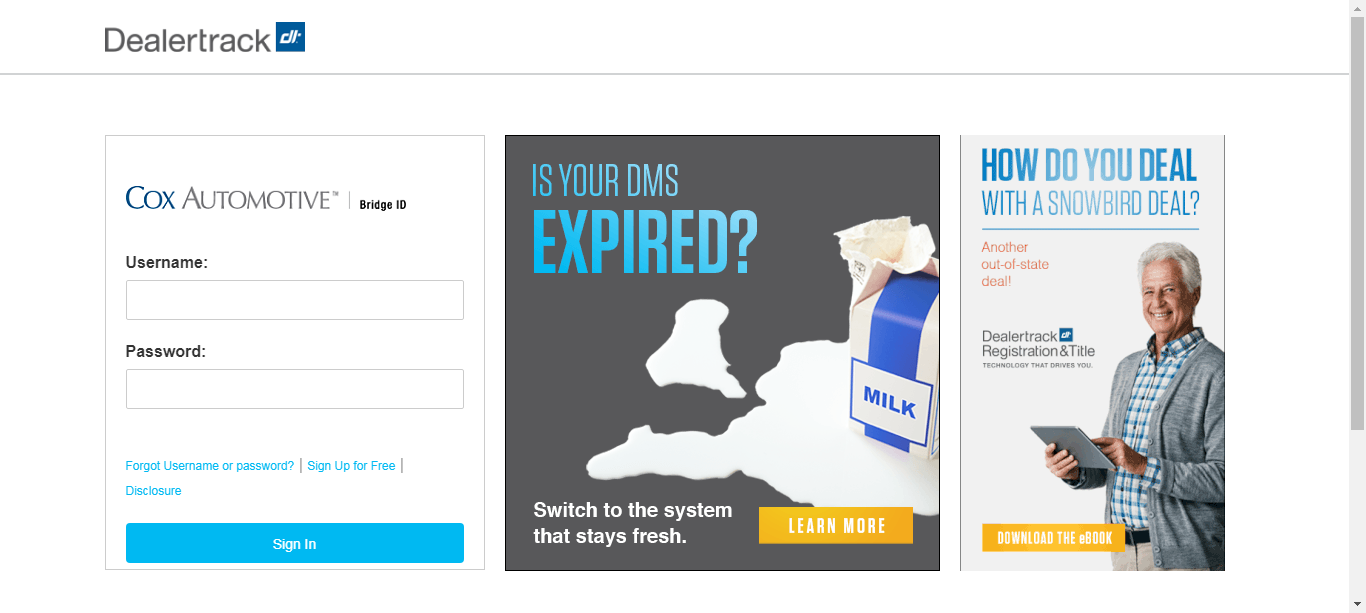 Dealertrack dt
COX AUTOMOTIVE™ | Bridge ID
Username:
Password:
Forgot Username or password? | Sign Up for Free |
Disclosure
Sign In
IS YOUR DMS
EXPIRED?
MILK
Switch to the system
that stays fresh.
LEARN MORE
HOW DO YOU DEAL
WITH A SNOWBIRD DEAL?
Another
out-of-state
deal!
Dealertrack dt
Registration & Title
TECHNOLOGY THAT DRIVES YOU.
DOWNLOAD THE eBOOK